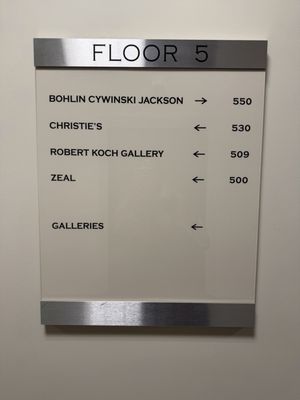 FLOOR 5
BOHLIN CYWINSKI JACKSON → 550
CHRISTIE'S ← 530
ROBERT KOCH GALLERY ← 509
ZEAL ← 500
GALLERIES ←